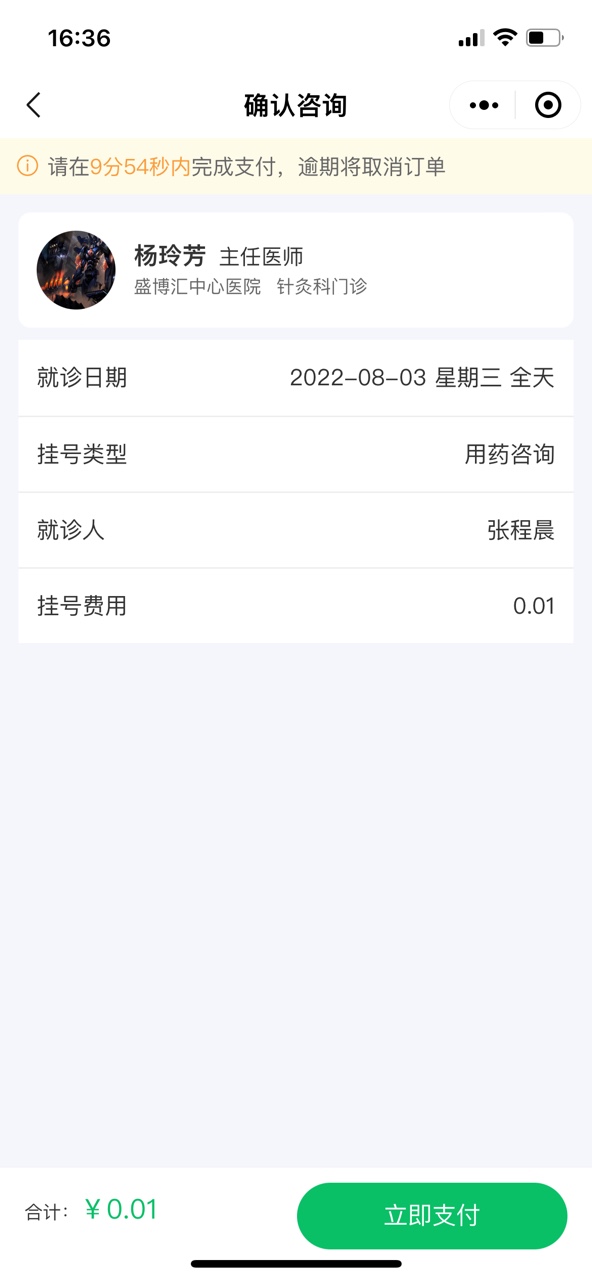 16:36
确认咨询
请在9分54秒内完成支付，逾期将取消订单
杨玲芳 主任医师
盛博汇中心医院 针灸科门诊
就诊日期 2022-08-03 星期三 全天
挂号类型 用药咨询
就诊人 张程晨
挂号费用 0.01
合计：￥0.01 立即支付